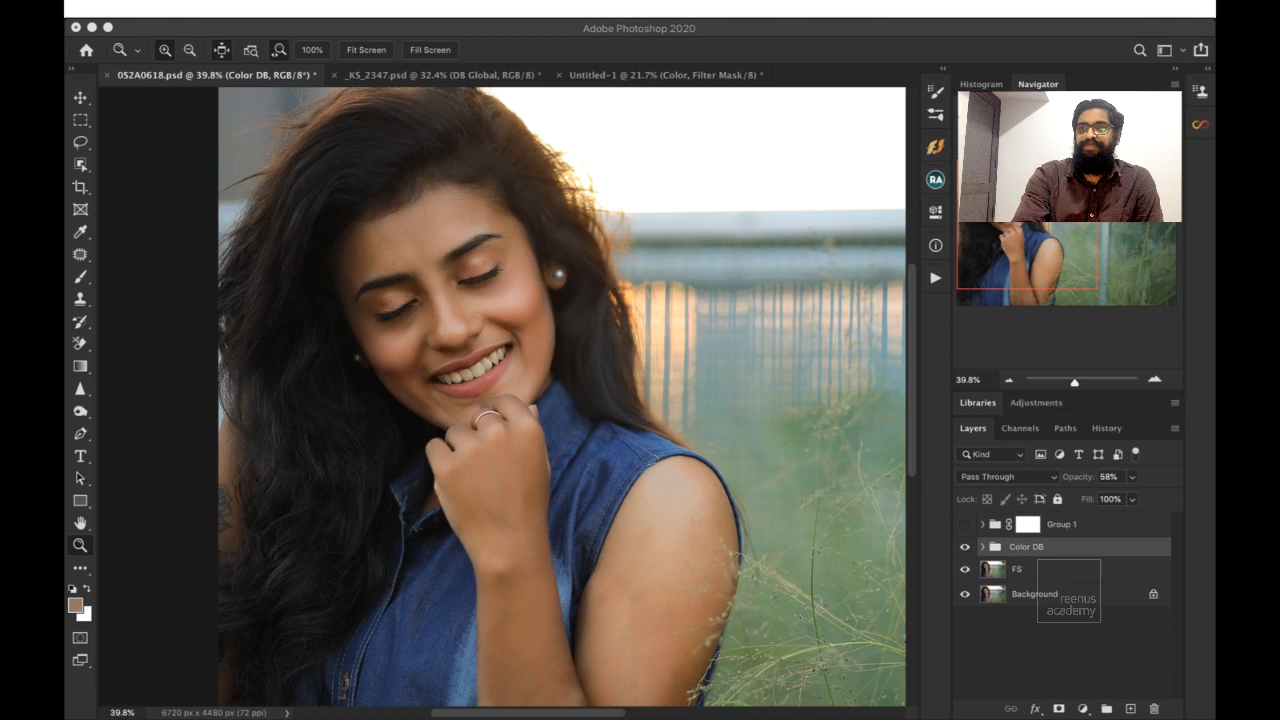 Adobe Photoshop 2020
100%
Fit Screen
Fill Screen
0S2A0618.psd @ 39.8% (Color DB, RGB/8*) *
_KS_2347.psd @ 32.4% (DB Global, RGB/8) *
Untitled-1 @ 21.7% (Color, Filter Mask/8) *
Histogram
Navigator
RA
39.8%
Libraries
Adjustments
Layers
Channels
Paths
History
Kind
Pass Through
Opacity: 58%
Lock:
Fill: 100%
Group 1
Color DB
FS
Background
reenus
academy
39.8%
6720 px x 4480 px (72 ppi)